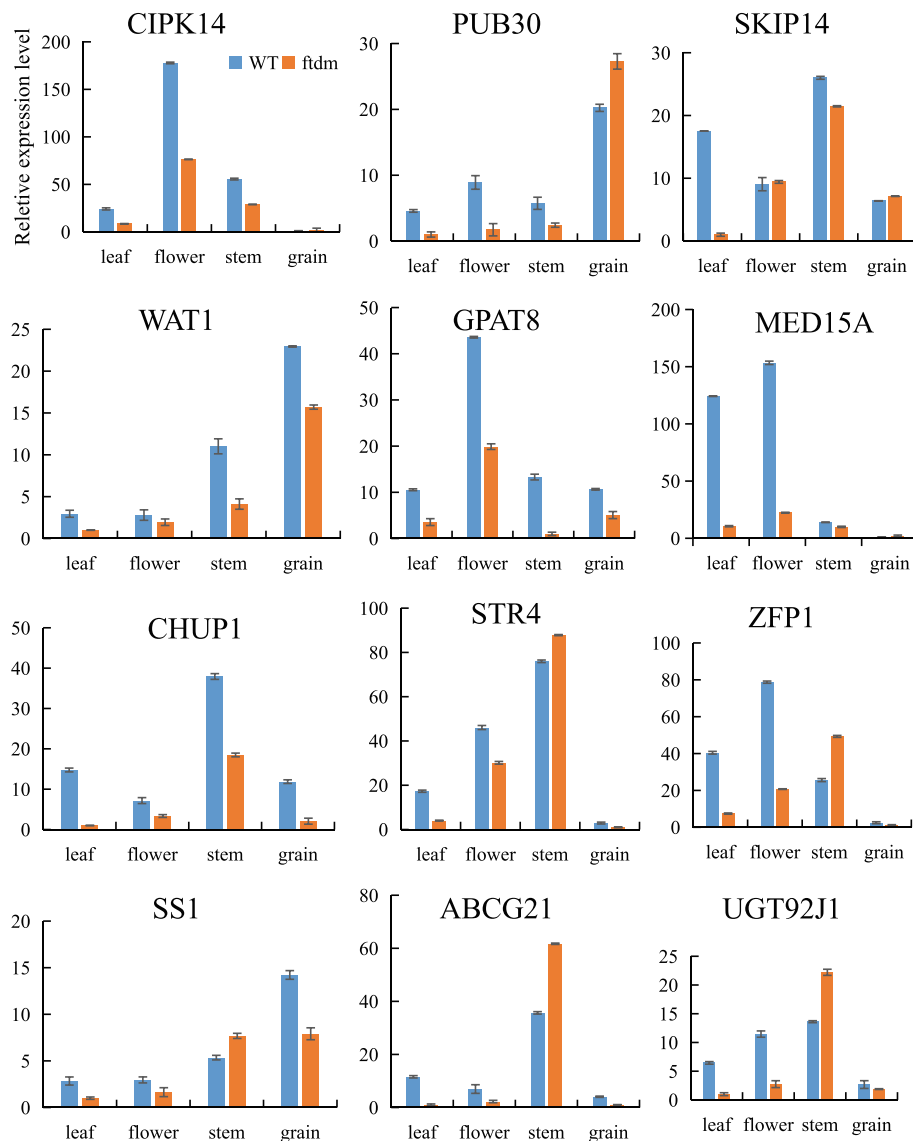 CIPK14
PUB30
SKIP14
Reletive expression level
200
150
100
50
0
WT
ftdm
leaf
flower
stem
grain
30
20
10
0
leaf
flower
stem
grain
30
20
10
0
leaf
flower
stem
grain
WAT1
25
20
15
10
5
0
leaf
flower
stem
grain
GPAT8
50
40
30
20
10
0
leaf
flower
stem
grain
MED15A
200
150
100
50
0
leaf
flower
stem
grain
CHUP1
50
40
30
20
10
0
leaf
flower
stem
grain
STR4
100
80
60
40
20
0
leaf
flower
stem
grain
ZFP1
100
80
60
40
20
0
leaf
flower
stem
grain
SS1
20
15
10
5
0
leaf
flower
stem
grain
ABCG21
80
60
40
20
0
leaf
flower
stem
grain
UGT92J1
25
20
15
10
5
0
leaf
flower
stem
grain